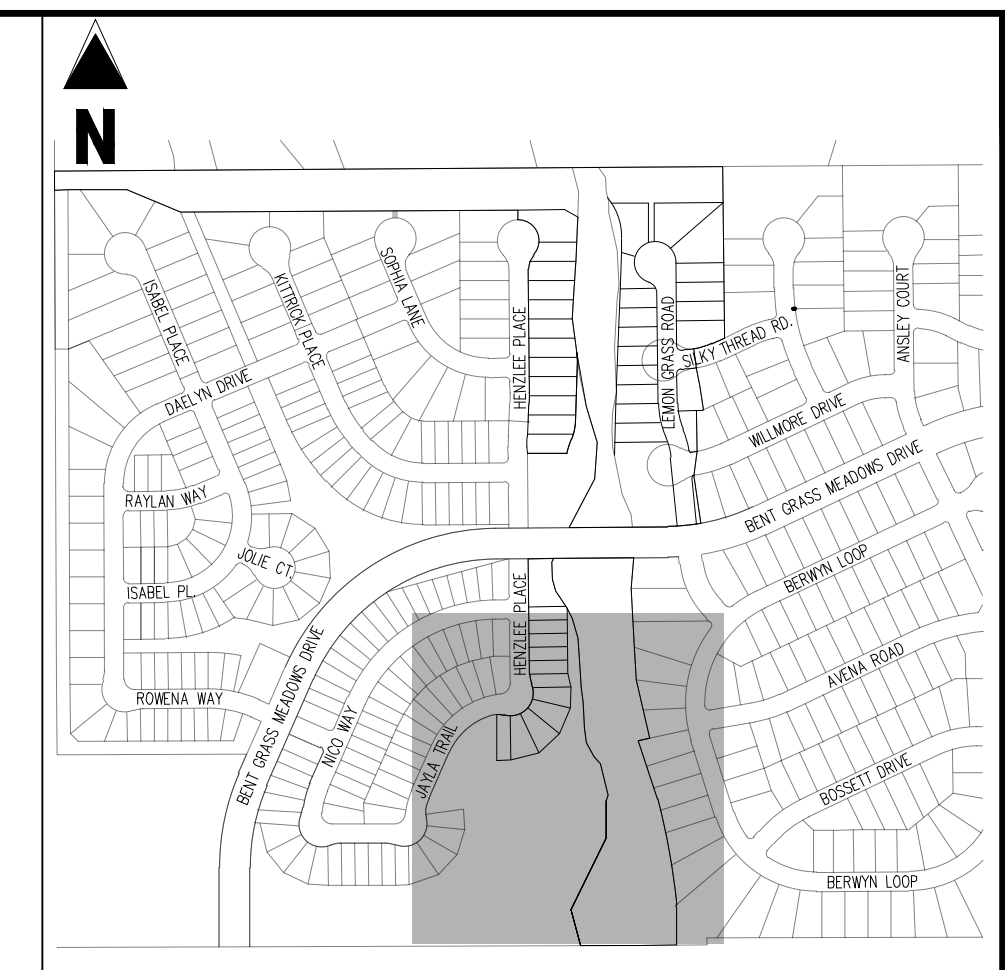 N
ISABEL PLACE
KITTRICK PLACE
SOPHIA LANE
HENZLEE PLACE
LEMON GRASS ROAD
SILKY THREAD RD.
ANSLEY COURT
DAELYN DRIVE
WILLMORE DRIVE
BENT GRASS MEADOWS DRIVE
RAYLAN WAY
JOLIE CT.
ISABEL PL.
BERWYN LOOP
HENZLEE PLACE
AVENA ROAD
ROWENA WAY
BENT GRASS MEADOWS DRIVE
NICO WAY
JAYLA TRAIL
BOSSETT DRIVE
BERWYN LOOP